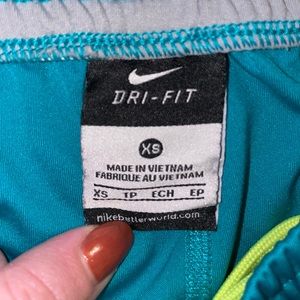 DRI-FIT
XS
MADE IN VIETNAM
FABRIQUE AU VIETNAM
XS TP ECH EP
nikebetterworld.com